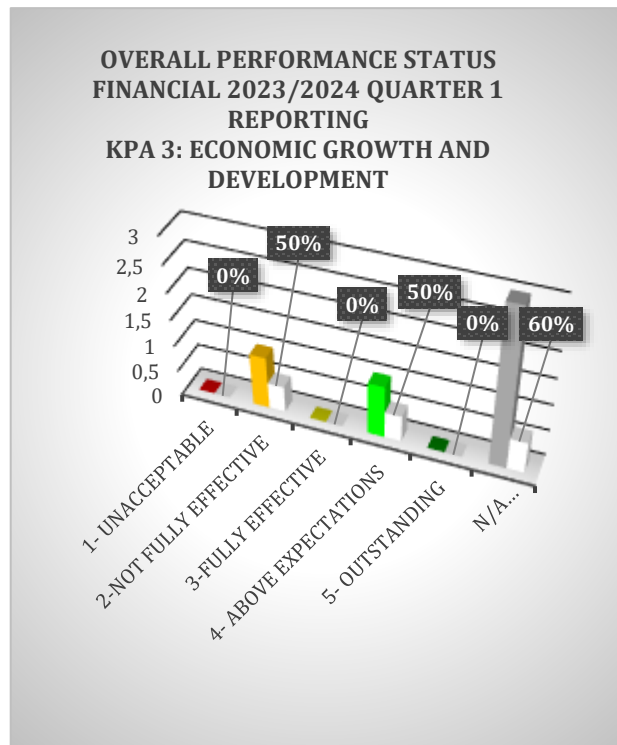 OVERALL PERFORMANCE STATUS
FINANCIAL 2023/2024 QUARTER 1
REPORTING
KPA 3: ECONOMIC GROWTH AND
DEVELOPMENT
3
2,5
2
1,5
1
0,5
0
0%
50%
0%
50%
0%
60%
1- UNACCEPTABLE
2-NOT FULLY EFFECTIVE
3-FULLY EFFECTIVE
4- ABOVE EXPECTATIONS
5- OUTSTANDING
N/A...